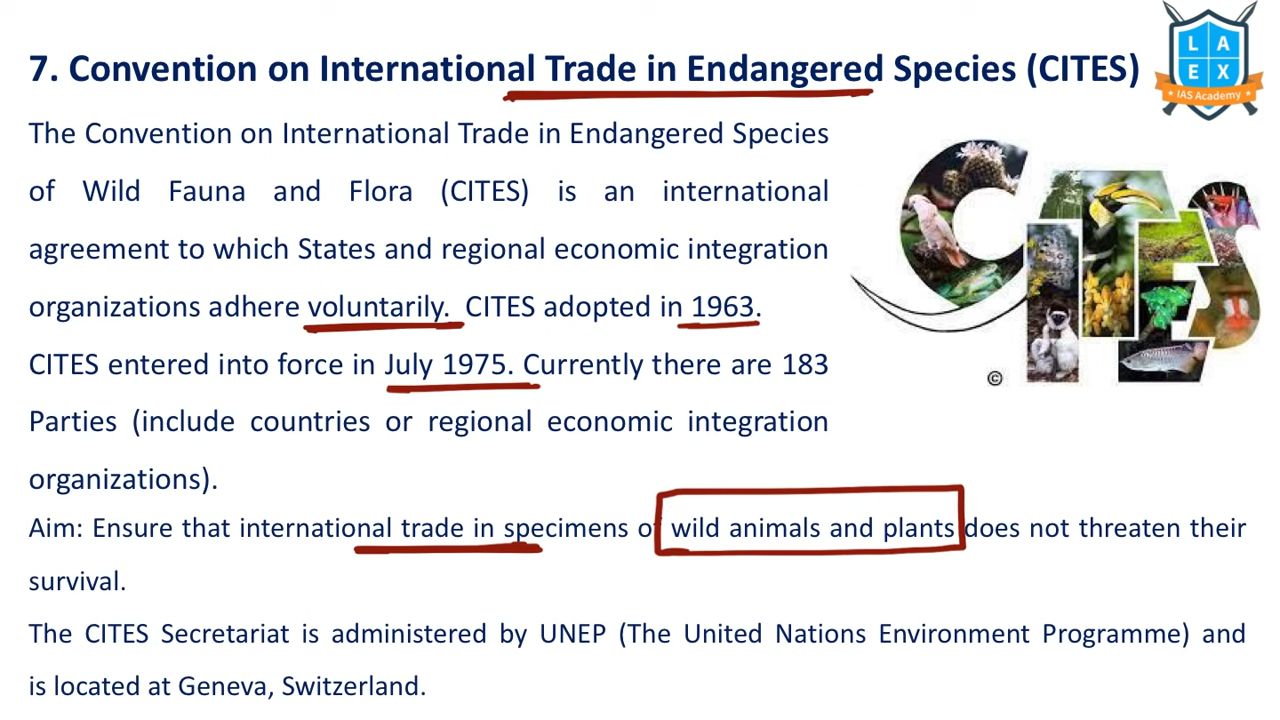 7. Convention on International Trade in Endangered Species (CITES)
L A
E X
IAS Academy
The Convention on International Trade in Endangered Species
of Wild Fauna and Flora (CITES) is an international
agreement to which States and regional economic integration
organizations adhere voluntarily. CITES adopted in 1963.
CITES entered into force in July 1975. Currently there are 183
Parties (include countries or regional economic integration
organizations).
CITES
©
Aim: Ensure that international trade in specimens of wild animals and plants does not threaten their
survival.
The CITES Secretariat is administered by UNEP (The United Nations Environment Programme) and
is located at Geneva, Switzerland.